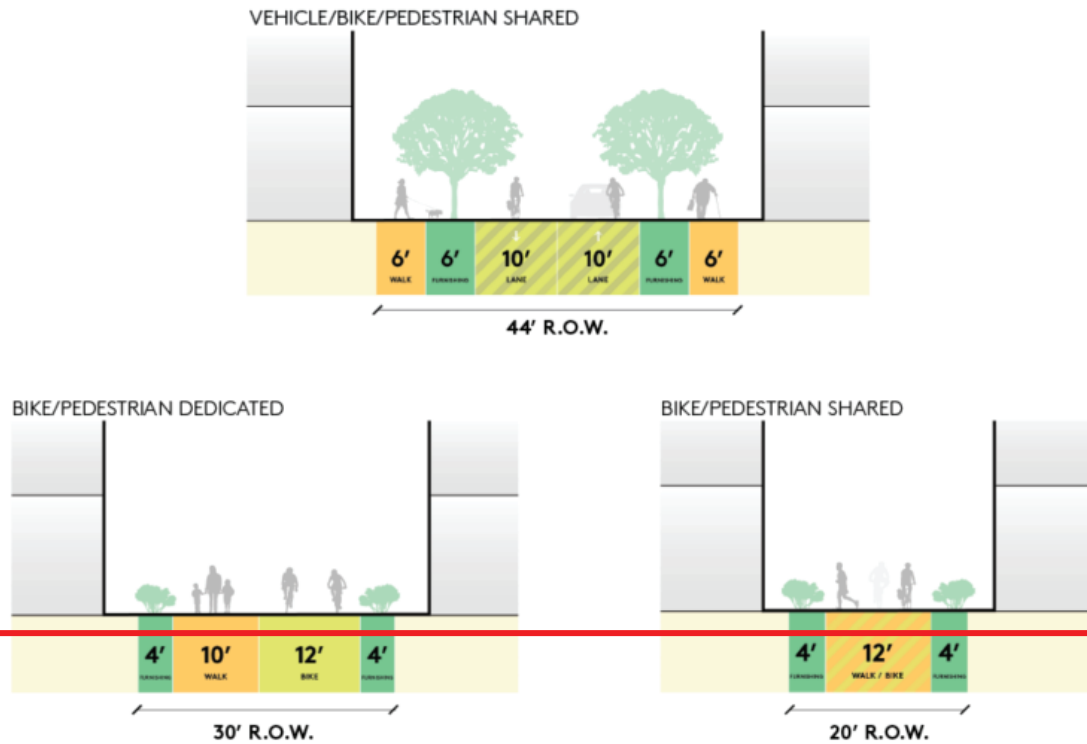 VEHICLE/BIKE/PEDESTRIAN SHARED
6' 6' 10' 10' 6' 6'
WALK FURNISHING LANE LANE FURNISHING WALK
44' R.O.W.
BIKE/PEDESTRIAN DEDICATED
4' 10' 12' 4'
FURNISHING WALK BIKE FURNISHING
30' R.O.W.
BIKE/PEDESTRIAN SHARED
4' 12' 4'
FURNISHING WALK / BIKE FURNISHING
20' R.O.W.